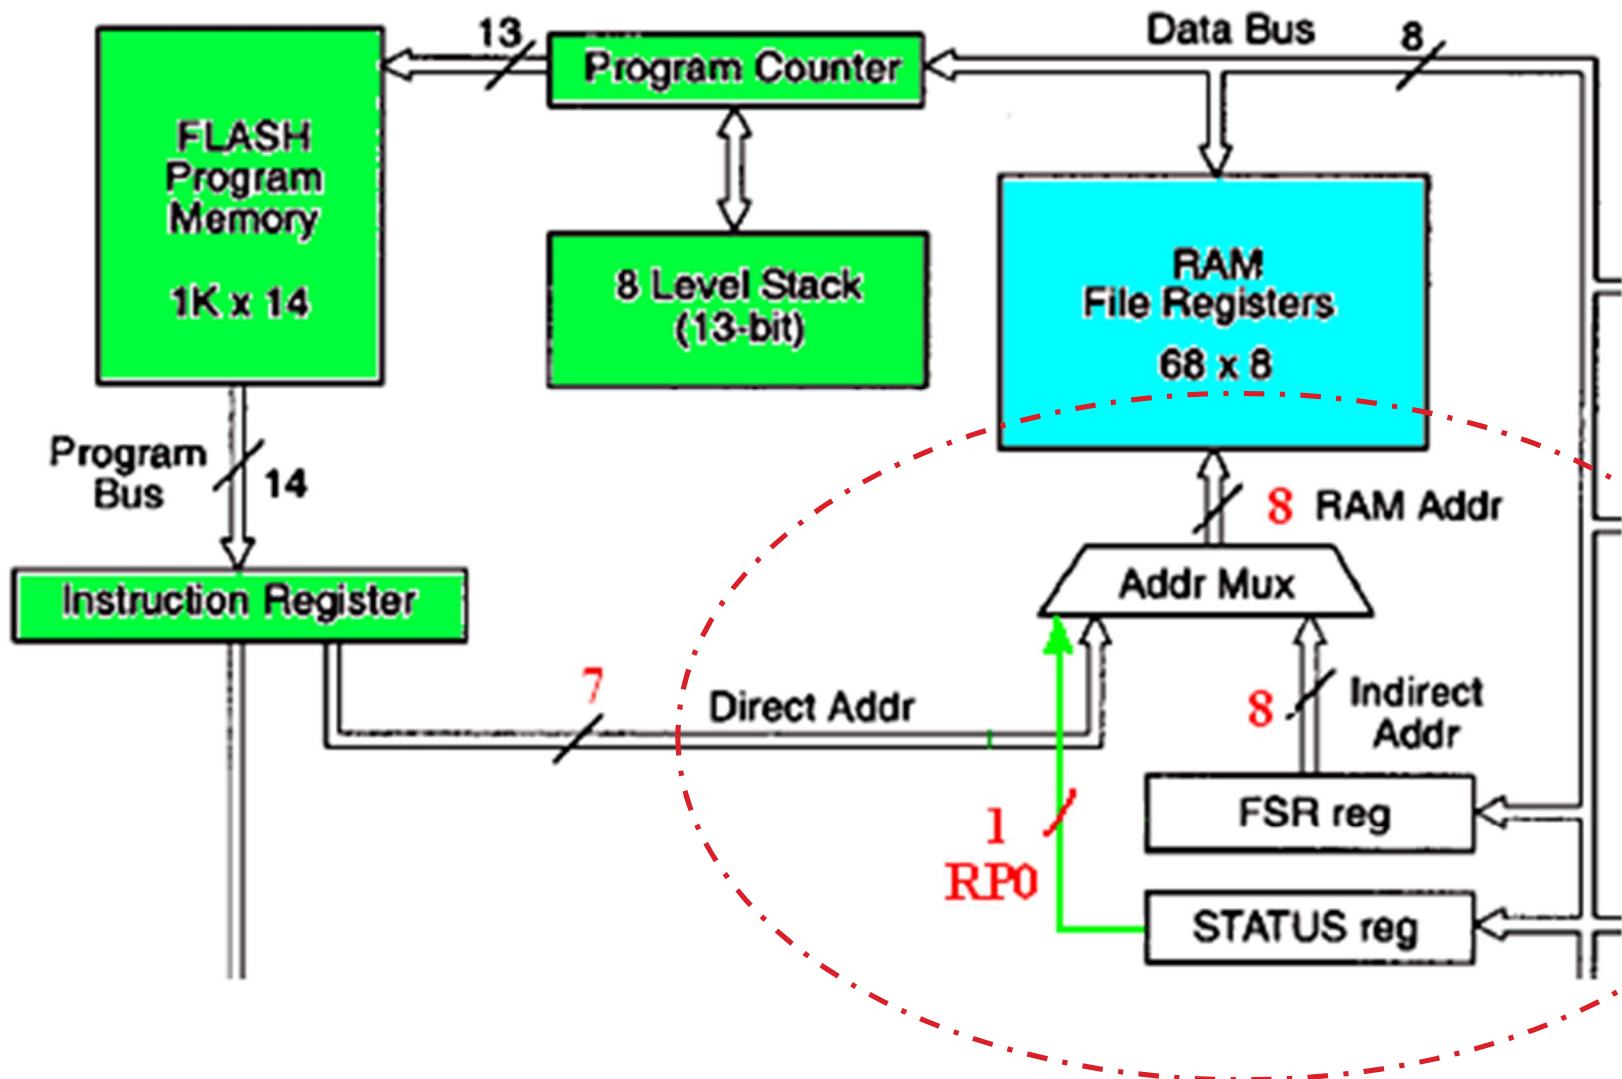 13
Program Counter
Data Bus
8
FLASH
Program
Memory
1K x 14
8 Level Stack
(13-bit)
RAM
File Registers
68 x 8
Program
Bus
14
8 RAM Addr
Instruction Register
Addr Mux
7
Direct Addr
8
Indirect
Addr
1
RP0
FSR reg
STATUS reg